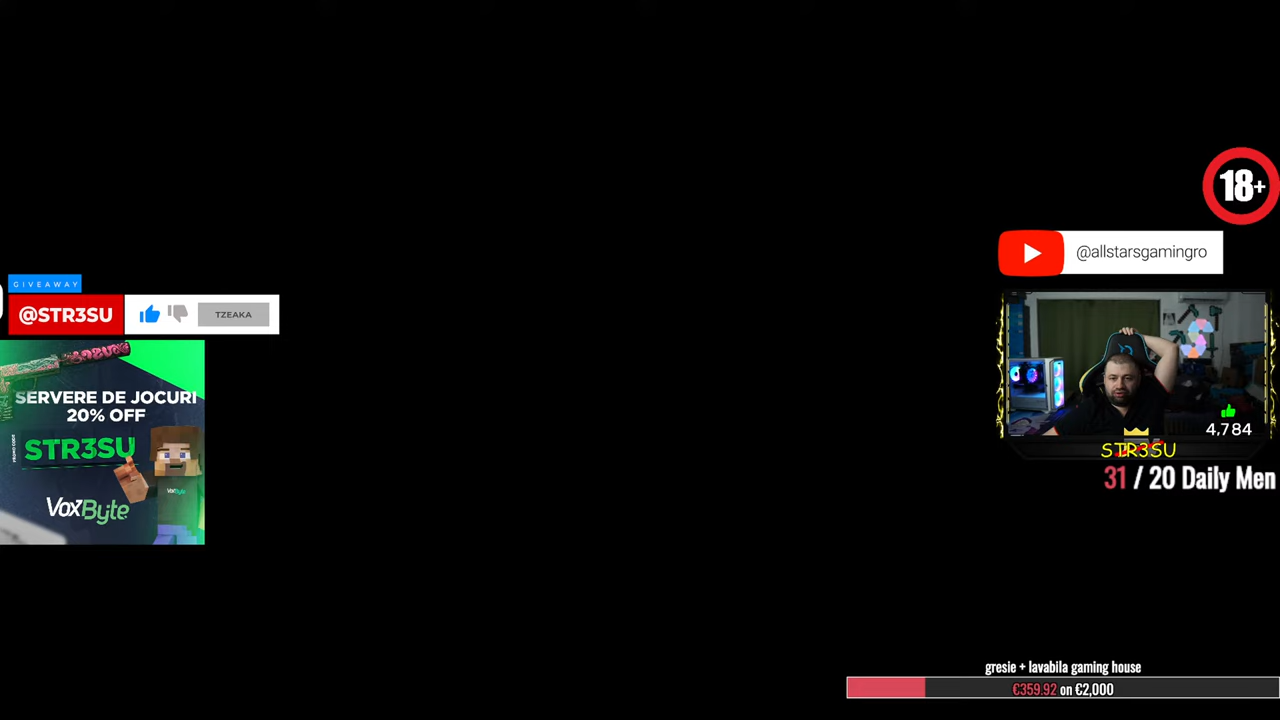 18+
@allstarsgamingro
GIVEAWAY
@STR3SU
TZEAKA
SERVERE DE JOCURI
20% OFF
STR3SU
VoxByte
4,784
STR3SU
31 / 20 Daily Men
gresie + lavabila gaming house
€359.92 on €2,000